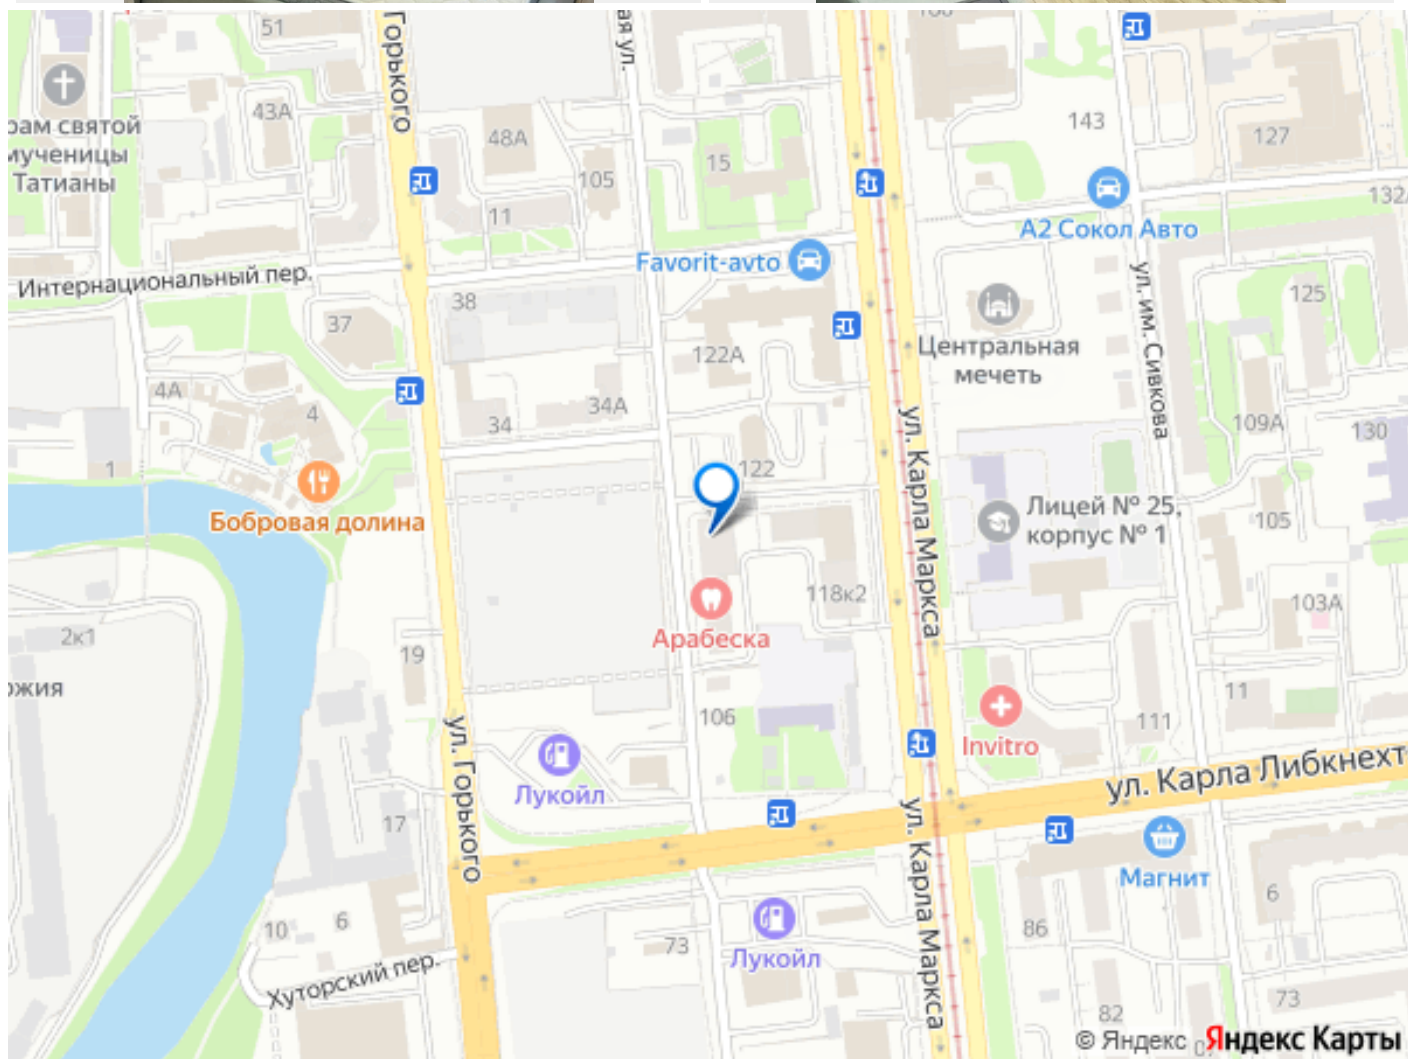 51
Горького
ая ул.
143
127
43А
48А
рам святой
мученицы
Татианы
15
105
132
11
А2 Сокол Авто
Favorit-avto
Интернациональный пер.
ул. им. Сивкова
38
37
125
122А
Центральная
мечеть
4А
4
34А
34
109А
130
1
122
ул. Карла Маркса
Бобровая долина
Лицей № 25,
корпус № 1
105
118к2
103А
Арабеска
2к1
19
ожия
106
11
111
Invitro
ул. Горького
Лукойл
ул. Карла Либкнехт
17
ул. Карла Маркса
Магнит
6
10
6
86
73
Лукойл
Хуторский пер.
73
82
© Яндекс Яндекс Карты